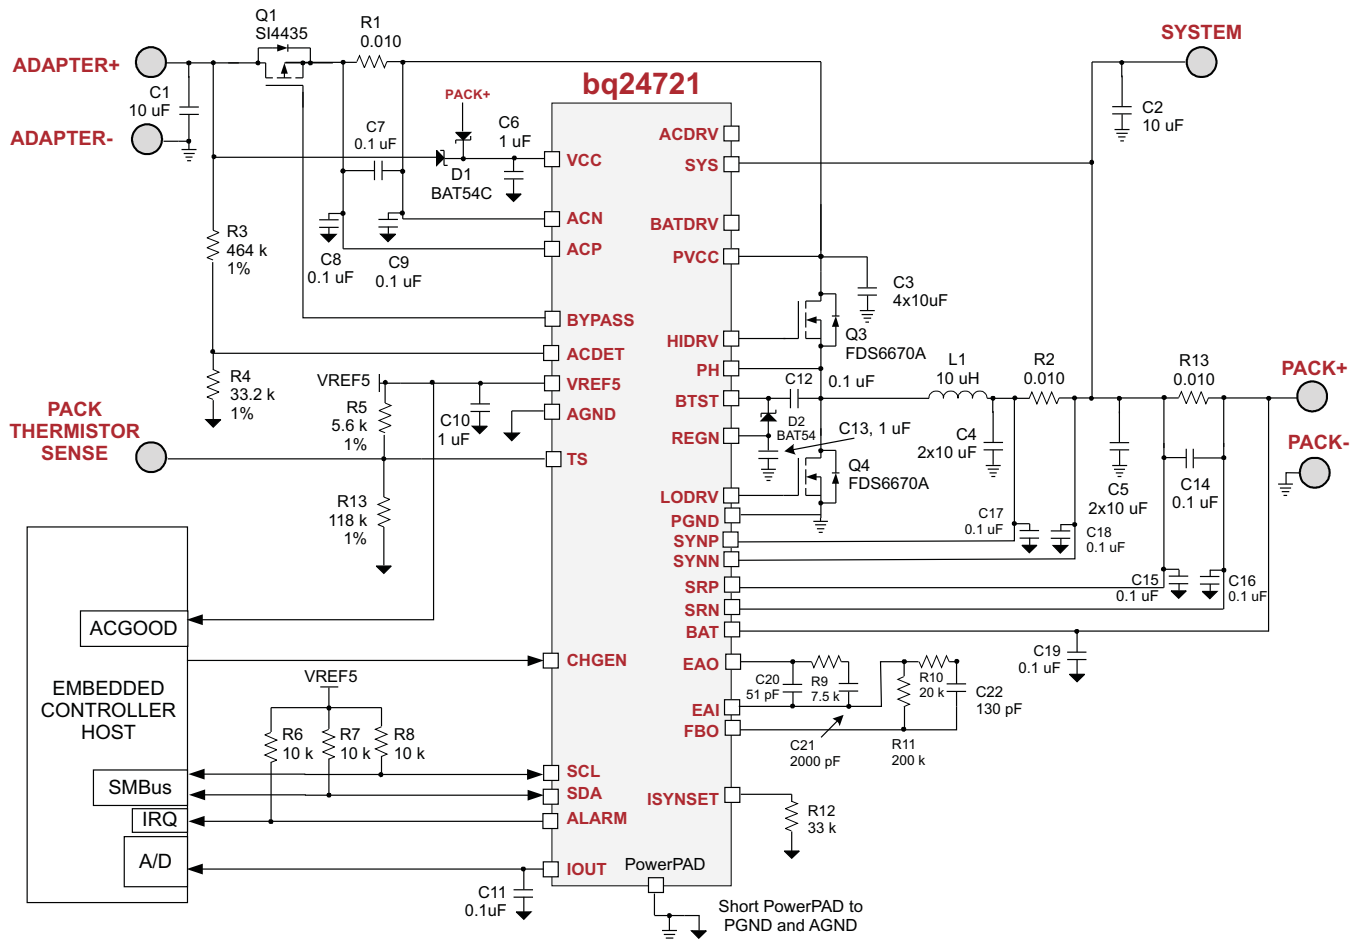 Q1
SI4435
R1
0.010
SYSTEM
ADAPTER+
C1
10 uF
ADAPTER-
bq24721
PACK+
C7
0.1 uF
C6
1 uF
D1
BAT54C
C2
10 uF
ACDRV
VCC
SYS
ACN
BATDRV
ACP
PVCC
R3
464 k
1%
C8
0.1 uF
C9
0.1 uF
C3
4x10uF
BYPASS
HIDRV
Q3
FDS6670A
ACDET
R4
33.2 k
1%
VREF5
VREF5
PH
C12
0.1 uF
L1
10 uH
R2
0.010
R13
0.010
PACK+
PACK
THERMISTOR
SENSE
R5
5.6 k
1%
C10
1 uF
AGND
BTST
D2
BAT54
C13, 1 uF
REGN
C4
2x10 uF
PACK-
TS
Q4
FDS6670A
C14
0.1 uF
C5
2x10 uF
R13
118 k
1%
LODRV
PGND
C17
0.1 uF
C18
0.1 uF
SYNP
SYNN
SRP
C15
0.1 uF
C16
0.1 uF
SRN
BAT
ACGOOD
C19
0.1 uF
CHGEN
EAO
C20
51 pF
R9
7.5 k
R10
20 k
C22
130 pF
EMBEDDED
CONTROLLER
HOST
VREF5
EAI
FBO
C21
2000 pF
R11
200 k
R6
10 k
R7
10 k
R8
10 k
SCL
SMBus
SDA
ISYNSET
IRQ
ALARM
R12
33 k
A/D
IOUT
PowerPAD
C11
0.1uF
Short PowerPAD to
PGND and AGND